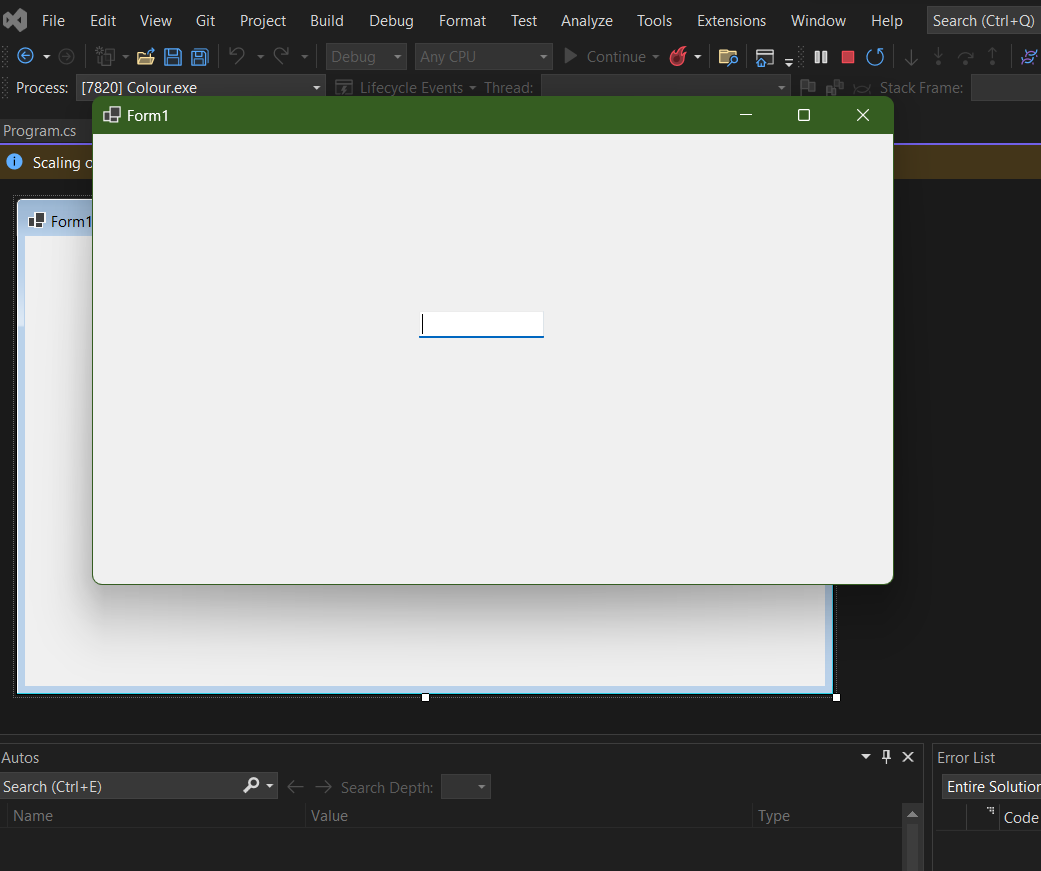 File Edit View Git Project Build Debug Format Test Analyze Tools Extensions Window Help Search (Ctrl+Q)
Debug Any CPU Continue
Process: [7820] Colour.exe Lifecycle Events Thread: Stack Frame:
Form1
Program.cs
Scaling
Form1
Autos
Error List
Search (Ctrl+E) Search Depth:
Entire Solution
Name Value Type
Code